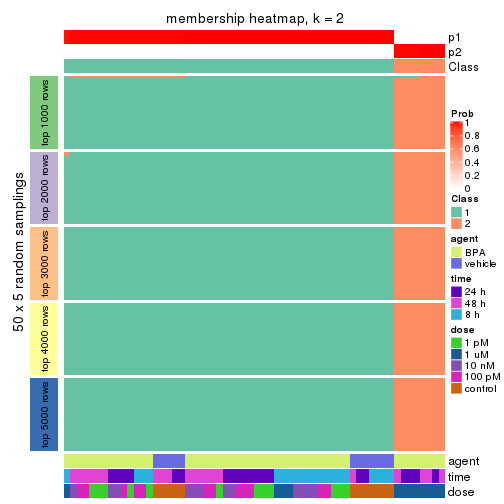 membership heatmap, k = 2
p1
p2
Class
50 x 5 random samplings
top 1000 rows
top 2000 rows
top 3000 rows
top 4000 rows
top 5000 rows
Prob
1
0.8
0.6
0.4
0.2
0
Class
1
2
agent
BPA
vehicle
time
24 h
48 h
8 h
dose
1 pM
1 uM
10 nM
100 pM
control
agent
time
dose